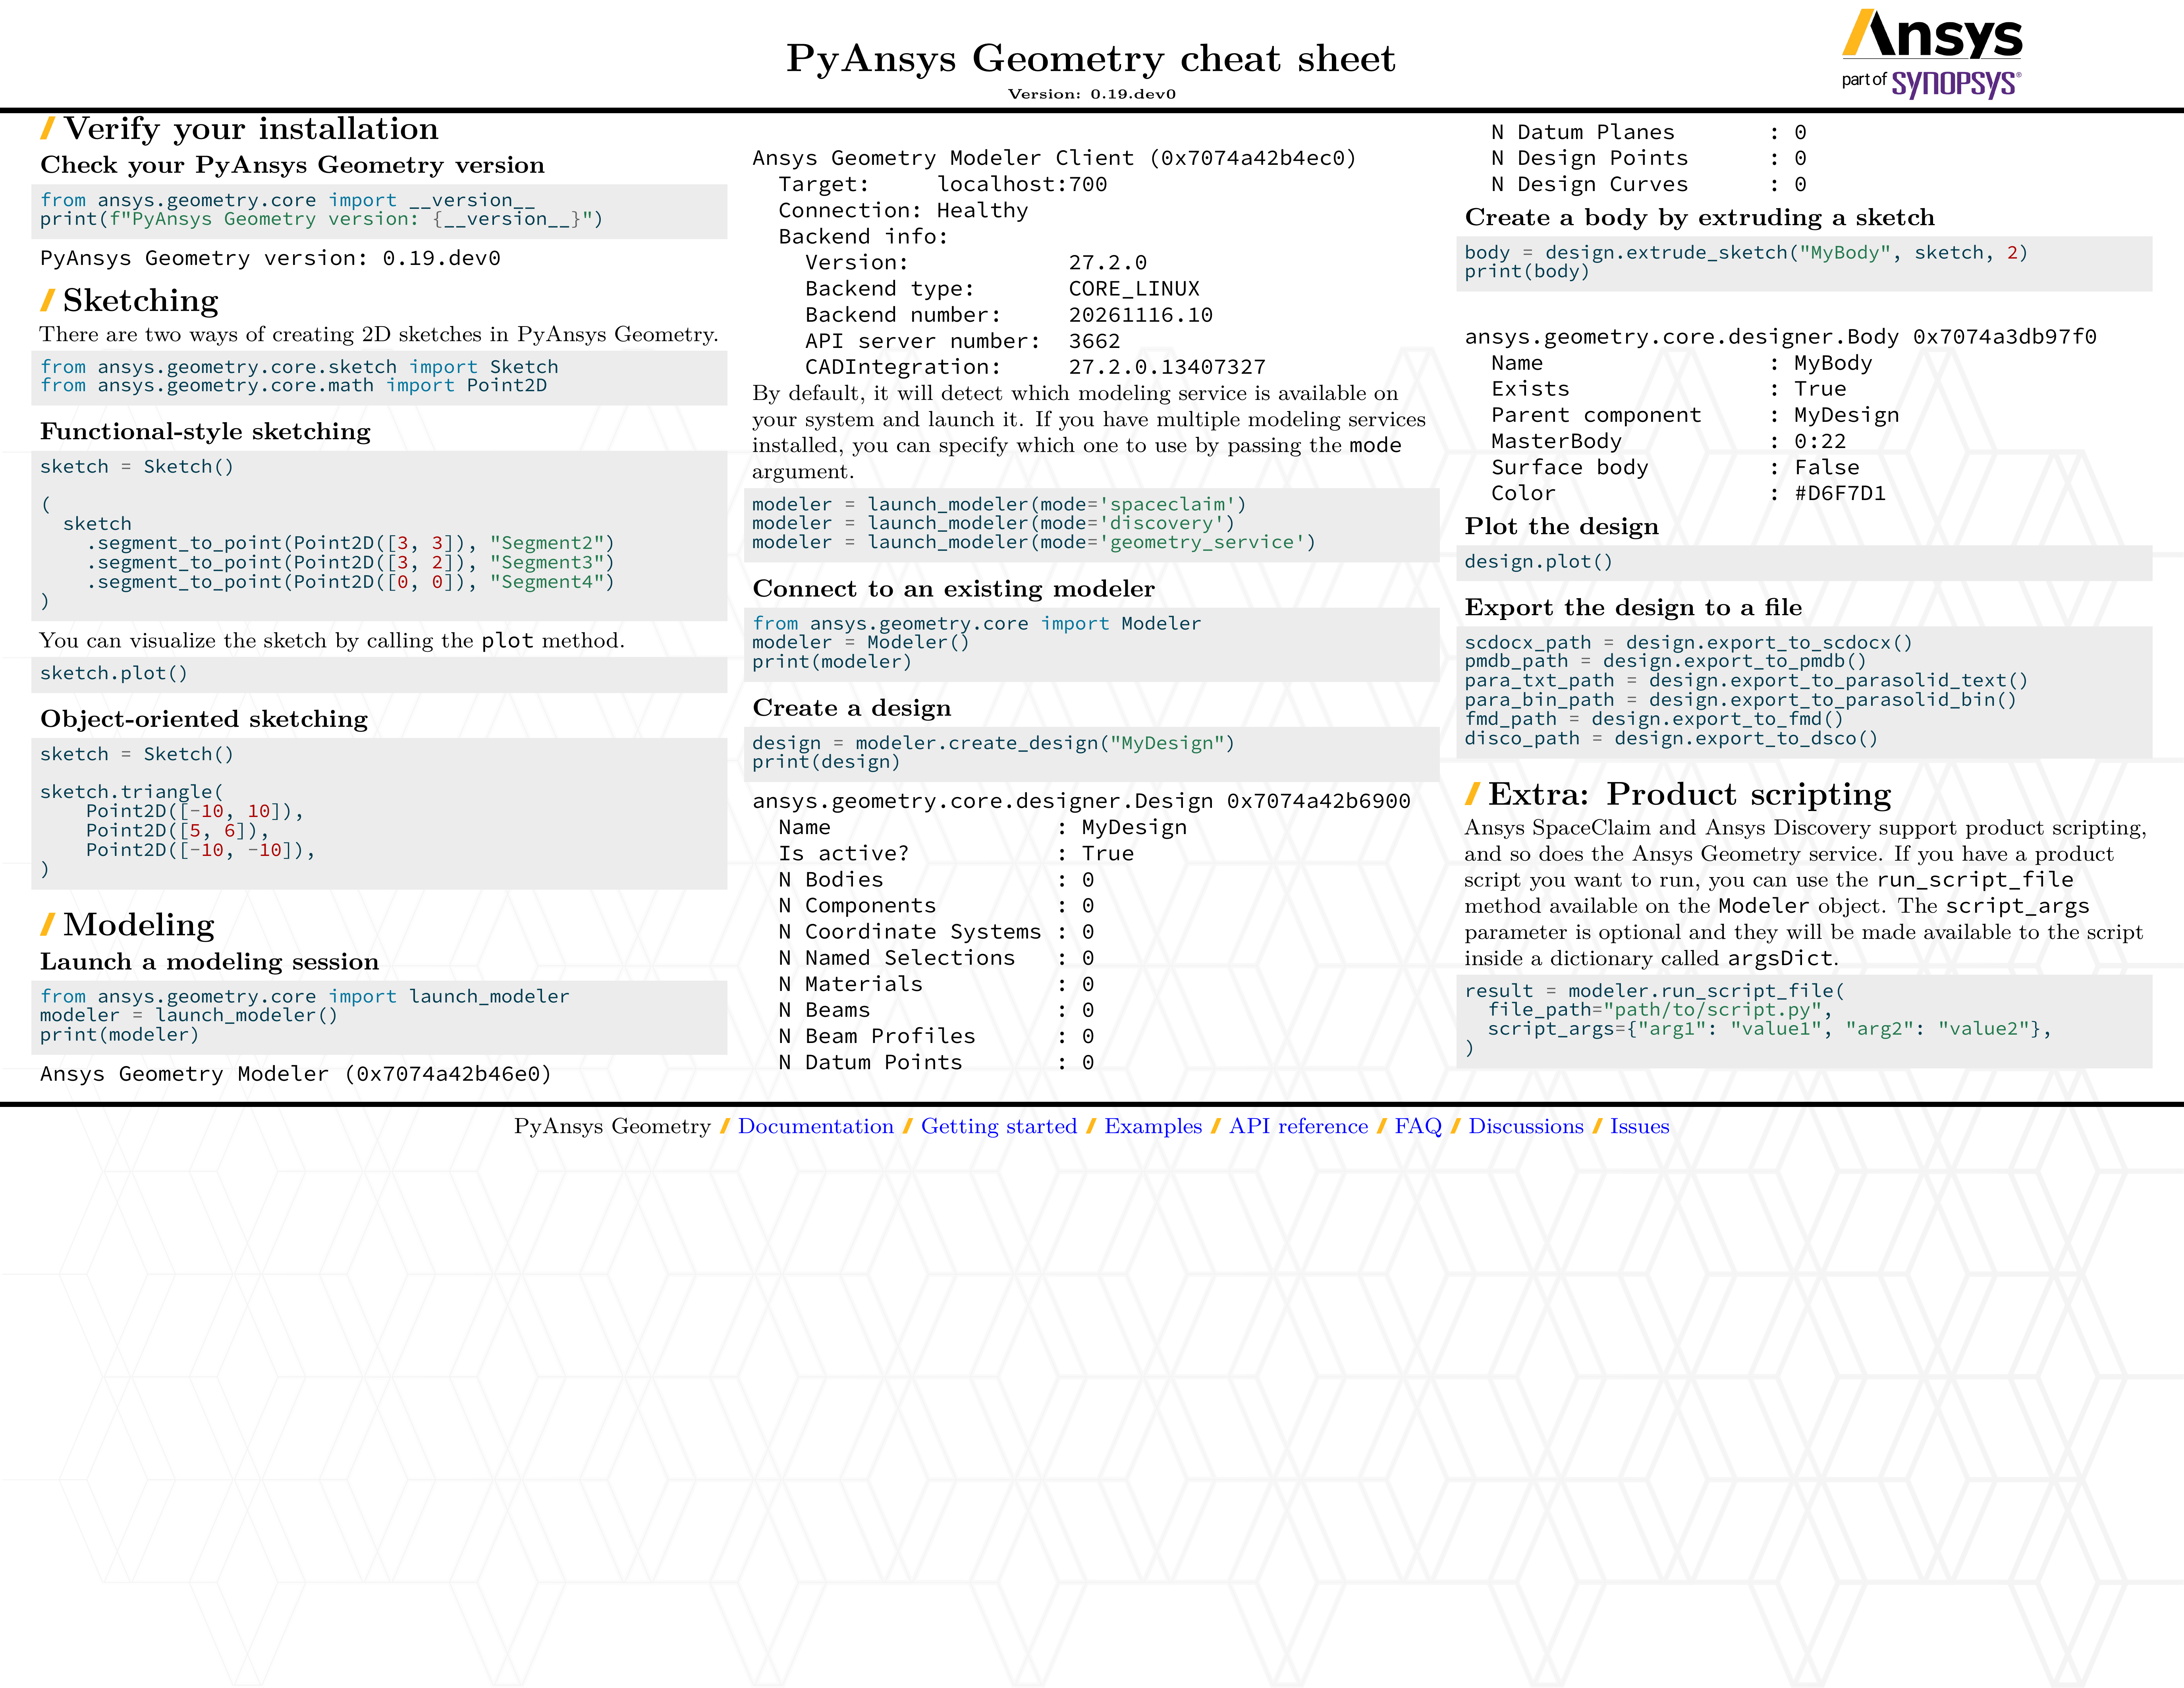 PyAnsys Geometry cheat sheet
Version: 0.19.dev0
Ansys
part of SYNOPSYS®
Verify your installation
Check your PyAnsys Geometry version
from ansys.geometry.core import __version__
print(f"PyAnsys Geometry version: {__version__}")
PyAnsys Geometry version: 0.19.dev0
Sketching
There are two ways of creating 2D sketches in PyAnsys Geometry.
from ansys.geometry.core.sketch import Sketch
from ansys.geometry.core.math import Point2D
Functional-style sketching
sketch = Sketch()
(
  sketch
    .segment_to_point(Point2D([3, 3]), "Segment2")
    .segment_to_point(Point2D([3, 2]), "Segment3")
    .segment_to_point(Point2D([0, 0]), "Segment4")
)
You can visualize the sketch by calling the plot method.
sketch.plot()
Object-oriented sketching
sketch = Sketch()
sketch.triangle(
    Point2D([-10, 10]),
    Point2D([5, 6]),
    Point2D([-10, -10]),
)
Modeling
Launch a modeling session
from ansys.geometry.core import launch_modeler
modeler = launch_modeler()
print(modeler)
Ansys Geometry Modeler (0x7074a42b46e0)
Ansys Geometry Modeler Client (0x7074a42b4ec0)
  Target:     localhost:700
  Connection: Healthy
  Backend info:
    Version:            27.2.0
    Backend type:       CORE_LINUX
    Backend number:     20261116.10
    API server number:  3662
    CADIntegration:     27.2.0.13407327
By default, it will detect which modeling service is available on
your system and launch it. If you have multiple modeling services
installed, you can specify which one to use by passing the mode
argument.
modeler = launch_modeler(mode='spaceclaim')
modeler = launch_modeler(mode='discovery')
modeler = launch_modeler(mode='geometry_service')
Connect to an existing modeler
from ansys.geometry.core import Modeler
modeler = Modeler()
print(modeler)
Create a design
design = modeler.create_design("MyDesign")
print(design)
ansys.geometry.core.designer.Design 0x7074a42b6900
  Name                 : MyDesign
  Is active?           : True
  N Bodies             : 0
  N Components         : 0
  N Coordinate Systems : 0
  N Named Selections   : 0
  N Materials          : 0
  N Beams              : 0
  N Beam Profiles      : 0
  N Datum Points       : 0
  N Datum Planes       : 0
  N Design Points      : 0
  N Design Curves      : 0
Create a body by extruding a sketch
body = design.extrude_sketch("MyBody", sketch, 2)
print(body)
ansys.geometry.core.designer.Body 0x7074a3db97f0
  Name                 : MyBody
  Exists               : True
  Parent component     : MyDesign
  MasterBody           : 0:22
  Surface body         : False
  Color                : #D6F7D1
Plot the design
design.plot()
Export the design to a file
scdocx_path = design.export_to_scdocx()
pmdb_path = design.export_to_pmdb()
para_txt_path = design.export_to_parasolid_text()
para_bin_path = design.export_to_parasolid_bin()
fmd_path = design.export_to_fmd()
disco_path = design.export_to_dsco()
Extra: Product scripting
Ansys SpaceClaim and Ansys Discovery support product scripting,
and so does the Ansys Geometry service. If you have a product
script you want to run, you can use the run_script_file
method available on the Modeler object. The script_args
parameter is optional and they will be made available to the script
inside a dictionary called argsDict.
result = modeler.run_script_file(
  file_path="path/to/script.py",
  script_args={"arg1": "value1", "arg2": "value2"},
)
PyAnsys Geometry / Documentation / Getting started / Examples / API reference / FAQ / Discussions / Issues